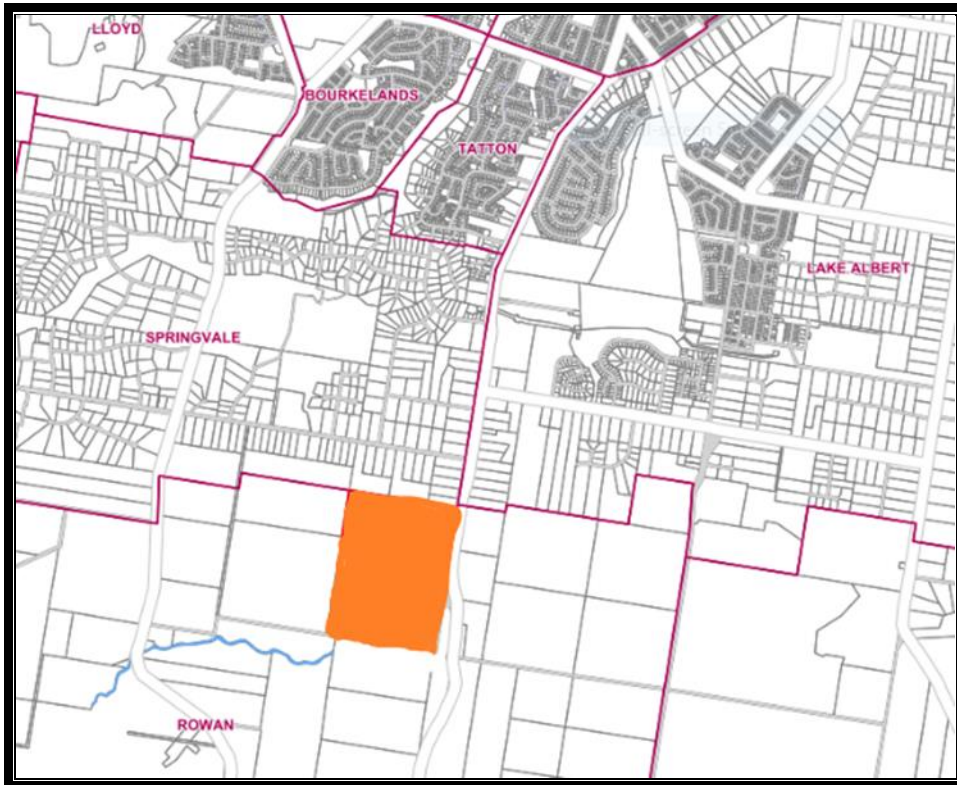 LLOYD
BOURKELANDS
TATTON
LAKE ALBERT
SPRINGVALE
ROWAN